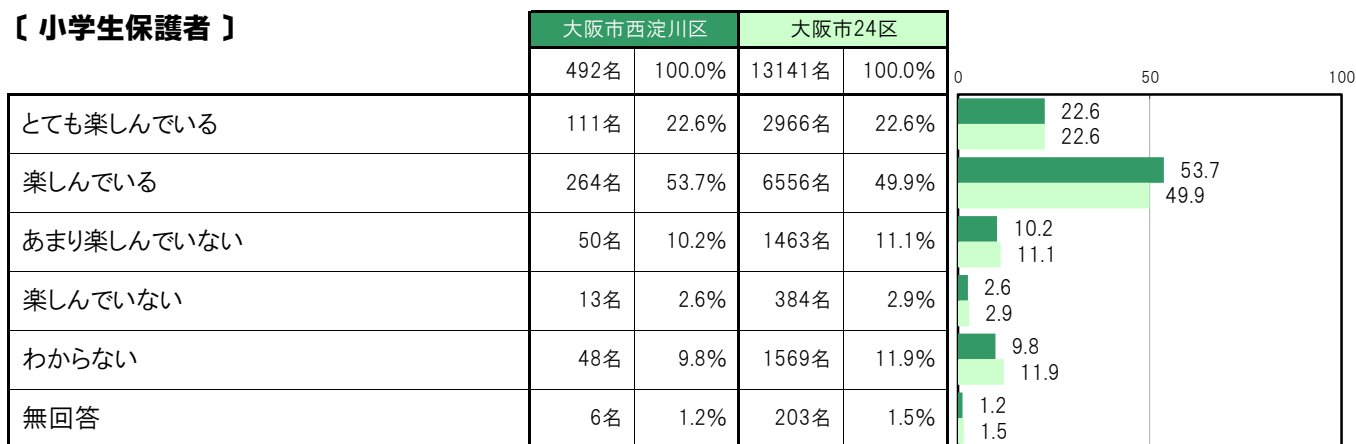 〔 小学生保護者 〕
大阪市西淀川区 大阪市24区
492名 100.0% 13141名 100.0% 0 50 100
とても楽しんでいる 111名 22.6% 2966名 22.6% 22.6
22.6
楽しんでいる 264名 53.7% 6556名 49.9% 53.7
49.9
あまり楽しんでいない 50名 10.2% 1463名 11.1% 10.2
11.1
楽しんでいない 13名 2.6% 384名 2.9% 2.6
2.9
わからない 48名 9.8% 1569名 11.9% 9.8
11.9
無回答 6名 1.2% 203名 1.5% 1.2
1.5